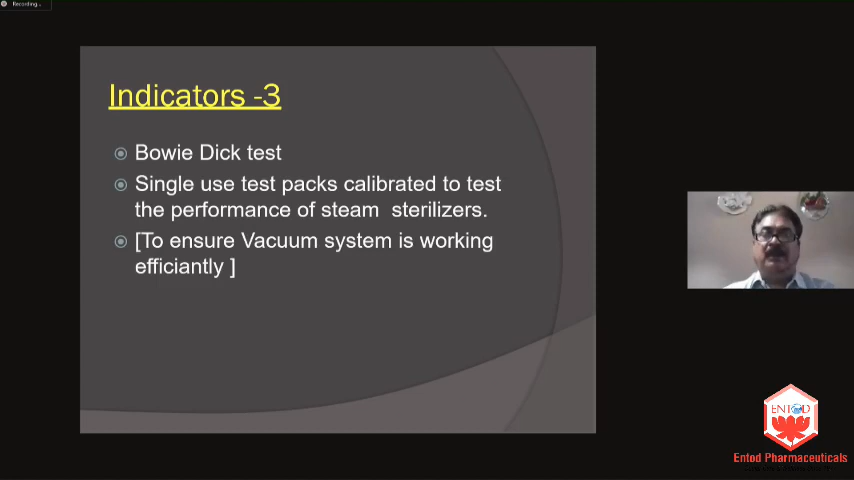 Recording...
Indicators -3
Bowie Dick test
Single use test packs calibrated to test
the performance of steam sterilizers.
[To ensure Vacuum system is working
efficiantly ]
ENTOD
Entod Pharmaceuticals